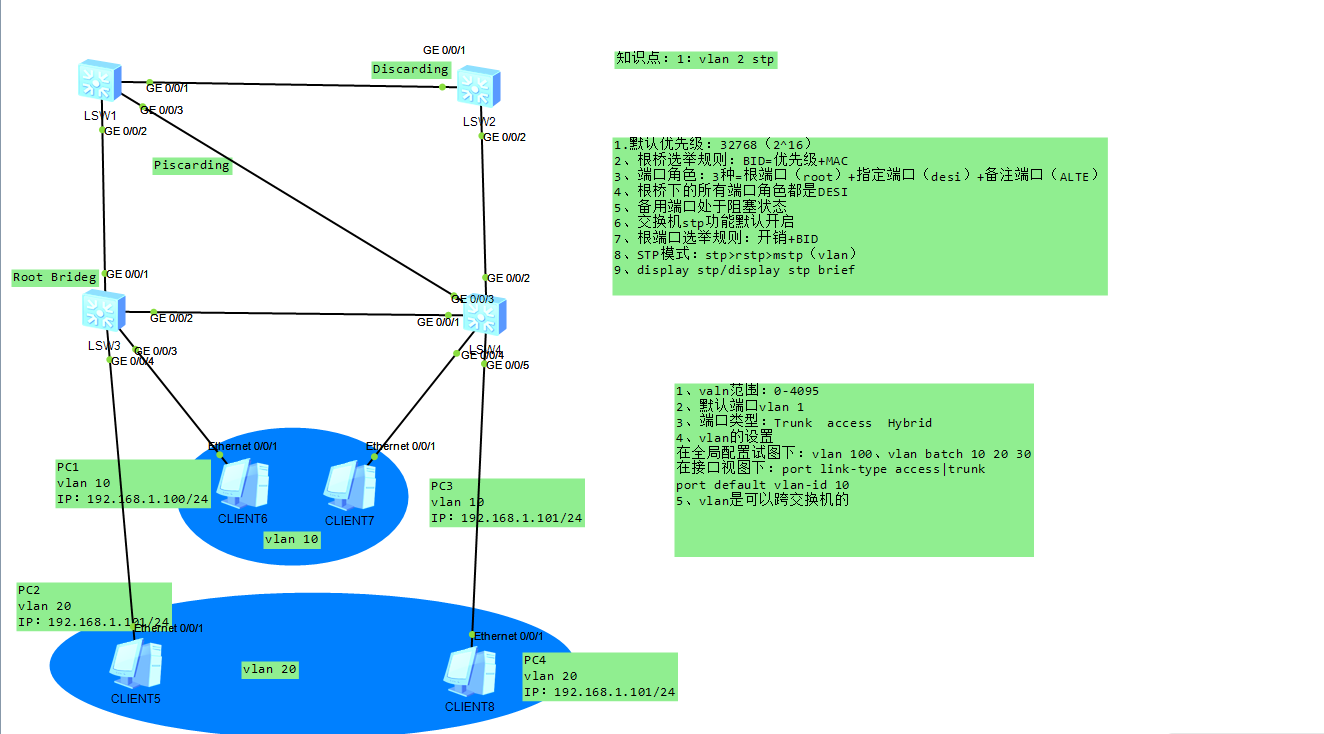 GE 0/0/1
Discarding
知识点：1：vlan 2 stp
GE 0/0/1
LSW1
GE 0/0/3
LSW2
GE 0/0/2
GE 0/0/2
Piscarding
1.默认优先级：32768（2^16）
2、根桥选举规则：BID=优先级+MAC
3、端口角色：3种=根端口（root）+指定端口（desi）+备注端口（ALTE）
4、根桥下的所有端口角色都是DESI
5、备用端口处于阻塞状态
6、交换机stp功能默认开启
7、根端口选举规则：开销+BID
8、STP模式：stp>rstp>mstp（vlan）
9、display stp/display stp brief
Root Brideg
GE 0/0/1
GE 0/0/2
GE 0/0/3
GE 0/0/2
GE 0/0/1
LSW3
GE 0/0/3
GE 0/0/4
LSW4
GE 0/0/4
GE 0/0/5
1、valn范围：0-4095
2、默认端口vlan 1
3、端口类型：Trunk  access  Hybrid
4、vlan的设置
在全局配置试图下：vlan 100、vlan batch 10 20 30
在接口视图下：port link-type access|trunk
port default vlan-id 10
5、vlan是可以跨交换机的
Ethernet 0/0/1
Ethernet 0/0/1
PC1
vlan 10
IP：192.168.1.100/24
CLIENT6
CLIENT7
vlan 10
PC3
vlan 10
IP：192.168.1.101/24
PC2
vlan 20
IP：192.168.1.101/24
Ethernet 0/0/1
Ethernet 0/0/1
CLIENT5
vlan 20
CLIENT8
PC4
vlan 20
IP：192.168.1.101/24